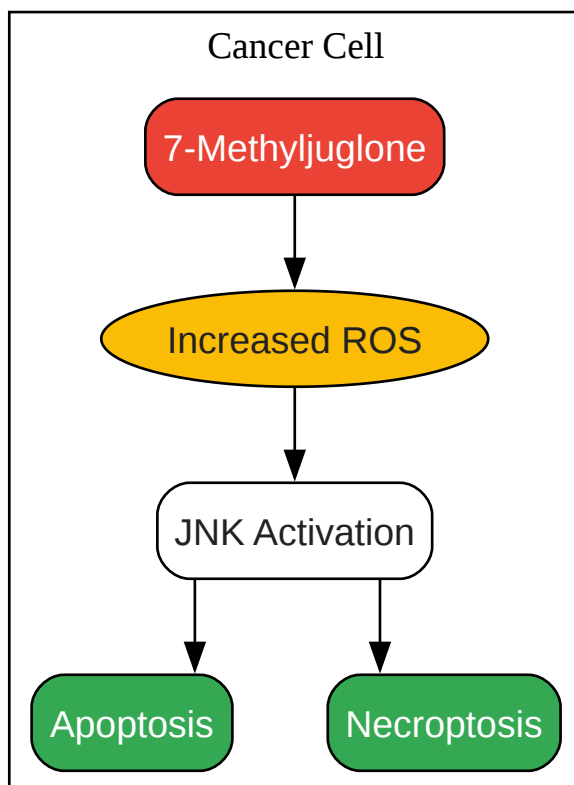 Cancer Cell
7-Methyljuglone
Increased ROS
JNK Activation
Apoptosis
Necroptosis